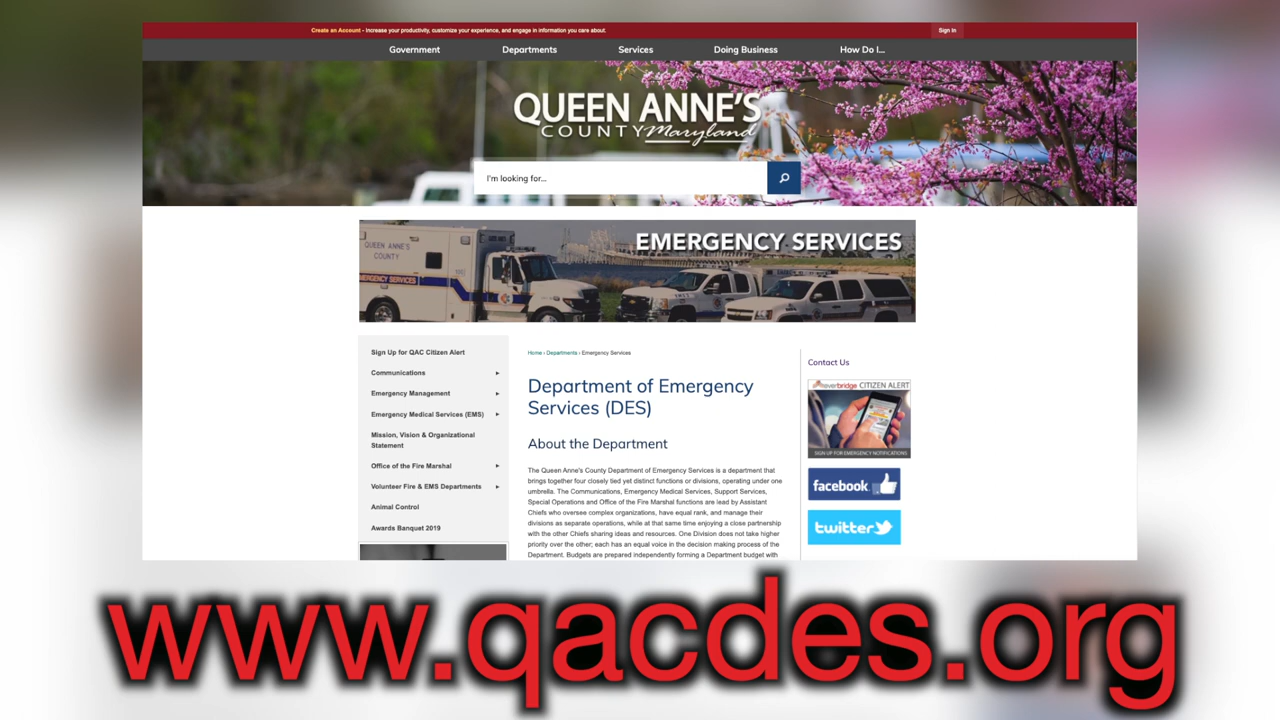 Create an Account - Increase your productivity, customize your experience, and engage in information you care about.
Sign In
Government
Departments
Services
Doing Business
How Do I...
QUEEN ANNE'S
COUNTY Maryland
I'm looking for...
QUEEN ANNE'S
COUNTY
EMERGENCY SERVICES
EMERGENCY SERVICES
Sign Up for QAC Citizen Alert
Communications
Emergency Management
Emergency Medical Services (EMS)
Mission, Vision & Organizational
Statement
Office of the Fire Marshal
Volunteer Fire & EMS Departments
Animal Control
Awards Banquet 2019
Home › Departments › Emergency Services
Department of Emergency
Services (DES)
About the Department
The Queen Anne's County Department of Emergency Services is a department that
brings together four closely tied yet distinct functions or divisions, operating under one
umbrella. The Communications, Emergency Medical Services, Support Services,
Special Operations and Office of the Fire Marshal functions are lead by Assistant
Chiefs who oversee complex organizations, have equal rank, and manage their
divisions as separate operations, while at that same time enjoying a close partnership
with the other Chiefs sharing ideas and resources. One Division does not take higher
priority over the other; each has an equal voice in the decision making process of the
Department. Budgets are prepared independently forming a Department budget with
Contact Us
everbridge CITIZEN ALERT
SIGN UP FOR EMERGENCY NOTIFICATIONS
facebook
twitter
www.qacdes.org